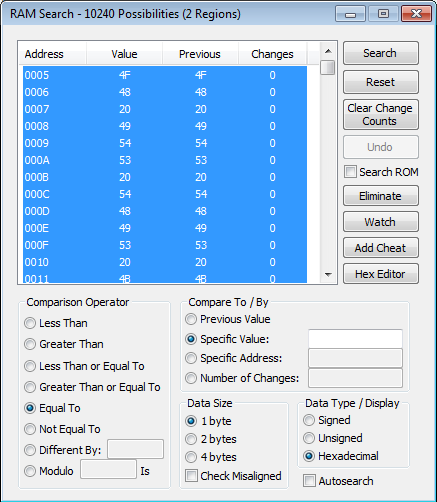 RAM Search - 10240 Possibilities (2 Regions)
Address Value Previous Changes
0005 4F 4F 0
0006 48 48 0
0007 20 20 0
0008 49 49 0
0009 54 54 0
000A 53 53 0
000B 20 20 0
000C 54 54 0
000D 48 48 0
000E 49 49 0
000F 53 53 0
0010 20 20 0
0011 4B 4B 0
Search
Reset
Clear Change
Counts
Undo
Search ROM
Eliminate
Watch
Add Cheat
Hex Editor
Comparison Operator
Less Than
Greater Than
Less Than or Equal To
Greater Than or Equal To
Equal To
Not Equal To
Different By:
Modulo Is
Compare To / By
Previous Value
Specific Value:
Specific Address:
Number of Changes:
Data Size
1 byte
2 bytes
4 bytes
Check Misaligned
Data Type / Display
Signed
Unsigned
Hexadecimal
Autosearch